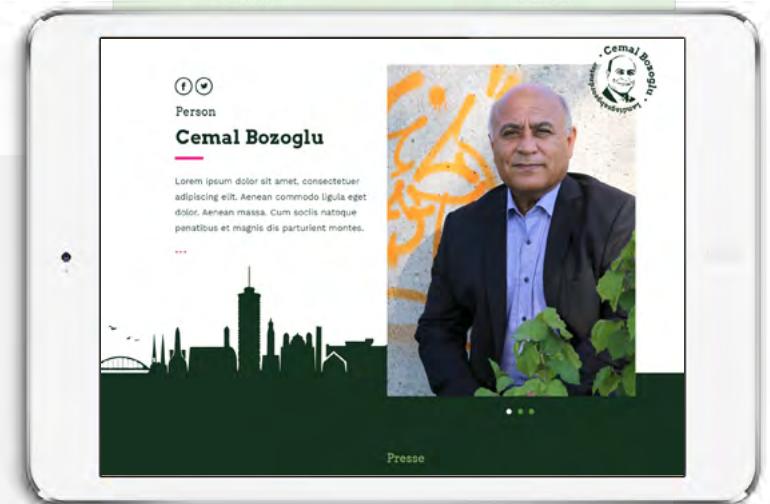 Person
Cemal Bozoglu
Lorem ipsum dolor sit amet, consectetuer
adipiscing elit. Aenean commodo ligula eget
dolor. Aenean massa. Cum sociis natoque
penatibus et magnis dis parturient montes.
---
· Cemal Bozoglu · Landtagsabgeordneter
Presse